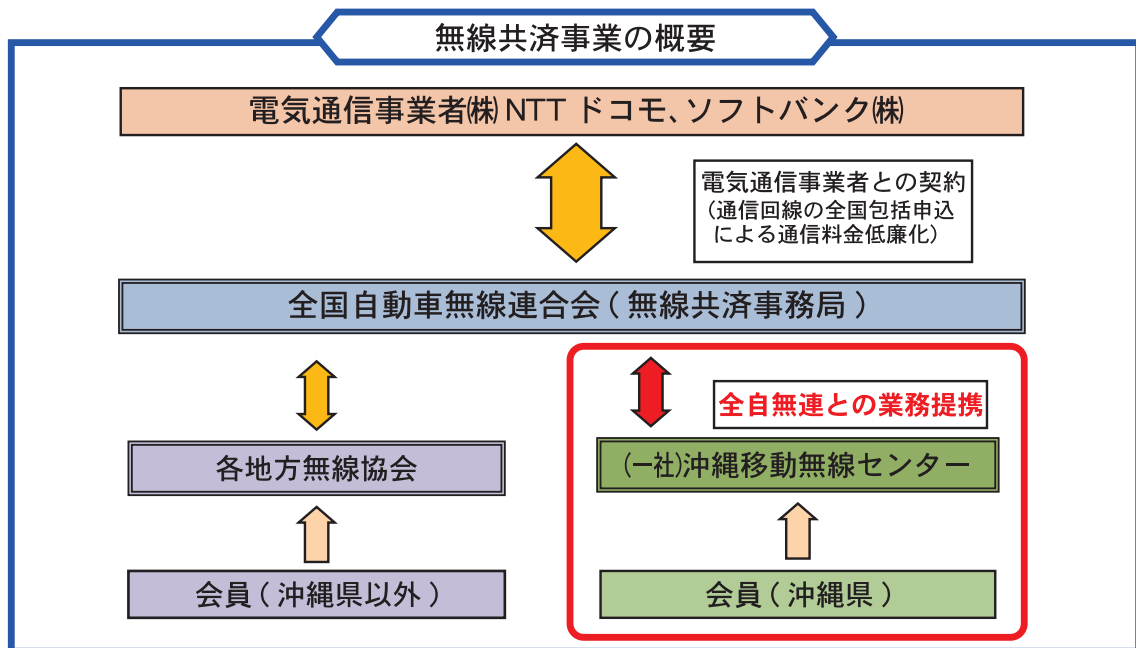 無線共済事業の概要
電気通信事業者㈱NTTドコモ、ソフトバンク㈱
電気通信事業者との契約
（通信回線の全国包括申込
による通信料金低廉化）
全国自動車無線連合会(無線共済事務局)
全自無連との業務提携
各地方無線協会
(一社)沖縄移動無線センター
会員(沖縄県以外)
会員(沖縄県)